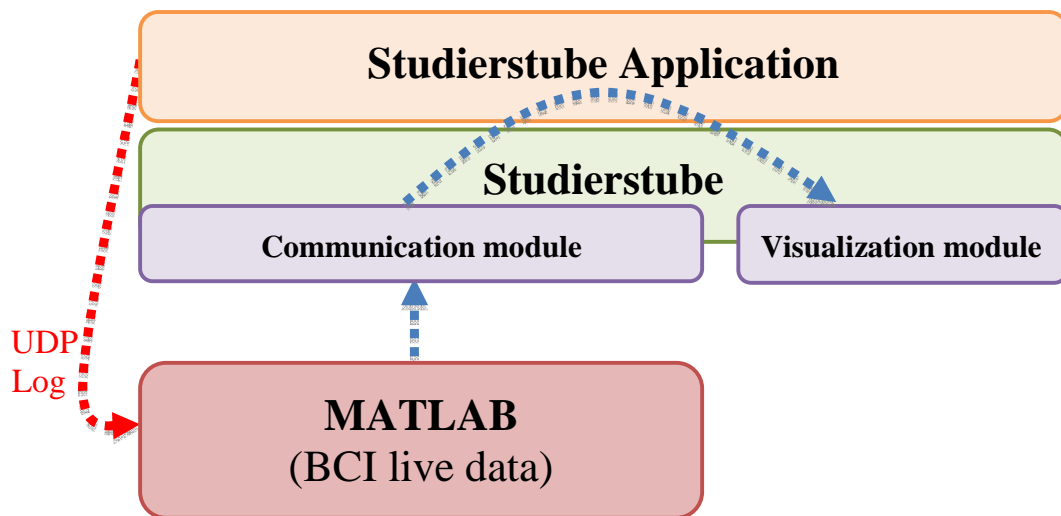 Studierstube Application
Studierstube
Communication module
Visualization module
UDP
Log
MATLAB
(BCI live data)